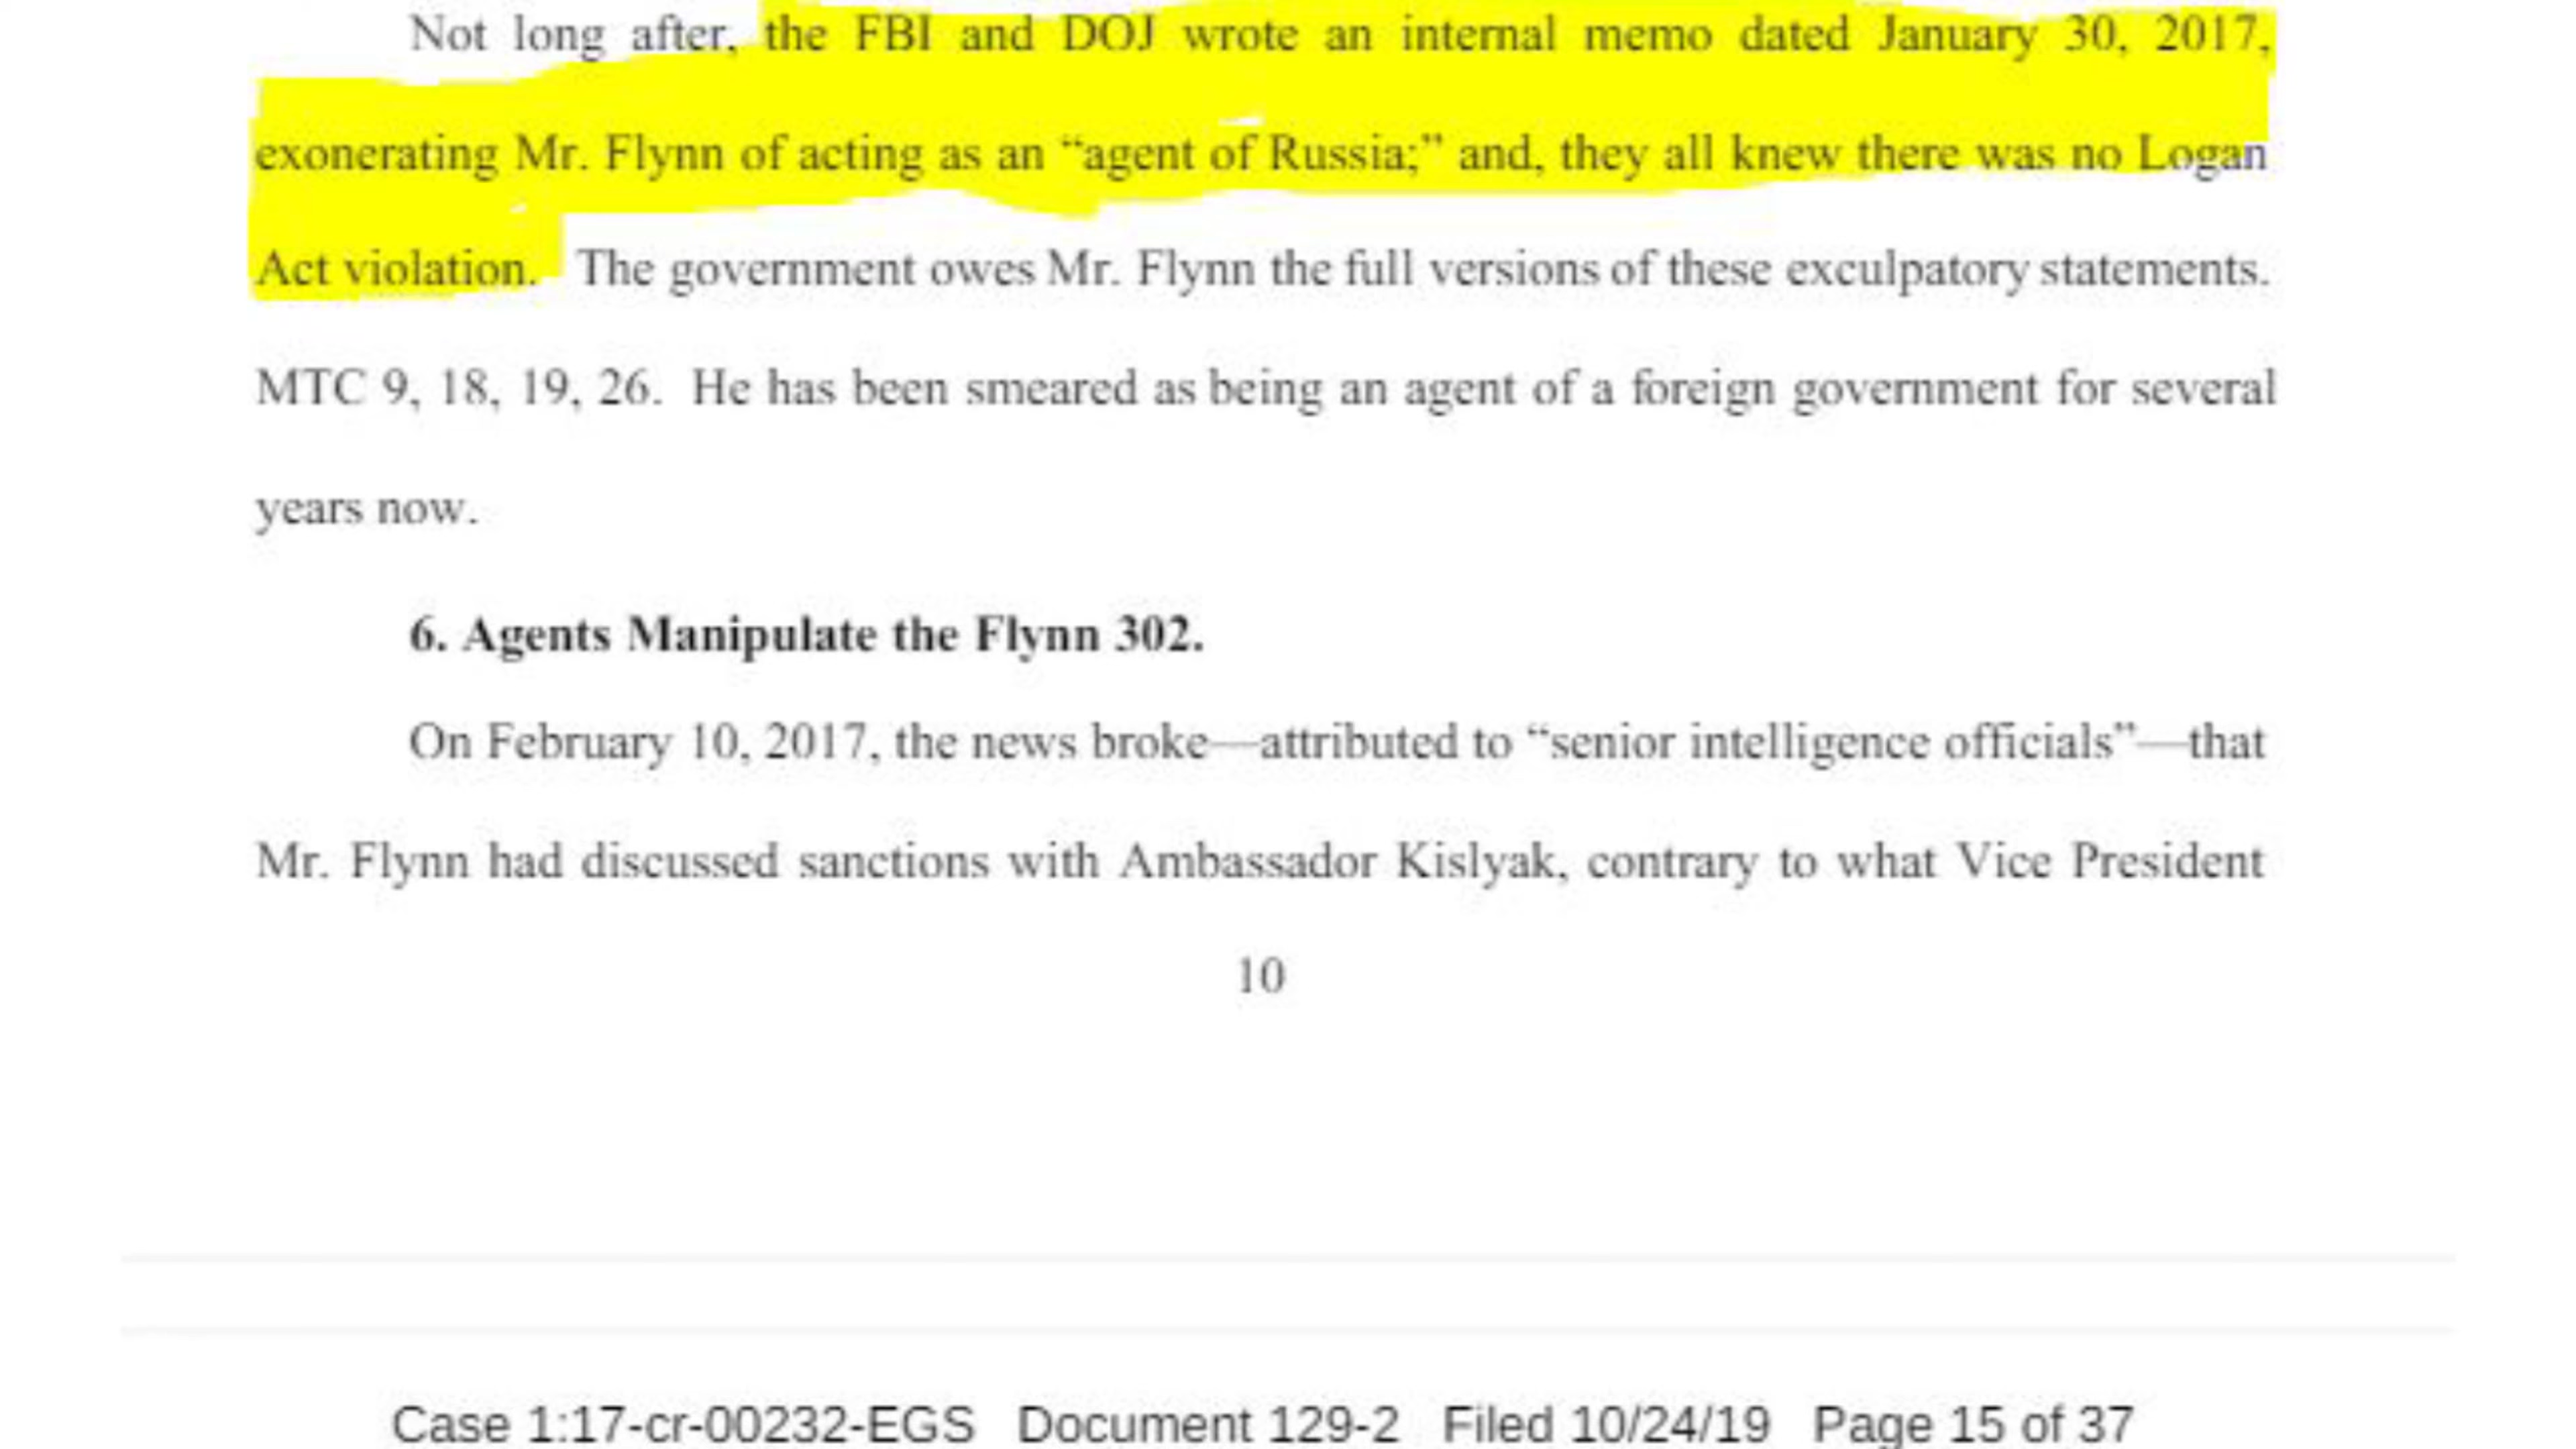 Not long after, the FBI and DOJ wrote an internal memo dated January 30, 2017,
exonerating Mr. Flynn of acting as an “agent of Russia;” and, they all knew there was no Logan
Act violation. The government owes Mr. Flynn the full versions of these exculpatory statements.
MTC 9, 18, 19, 26. He has been smeared as being an agent of a foreign government for several
years now.
6. Agents Manipulate the Flynn 302.
On February 10, 2017, the news broke—attributed to “senior intelligence officials”—that
Mr. Flynn had discussed sanctions with Ambassador Kislyak, contrary to what Vice President
10
Case 1:17-cr-00232-EGS Document 129-2 Filed 10/24/19 Page 15 of 37